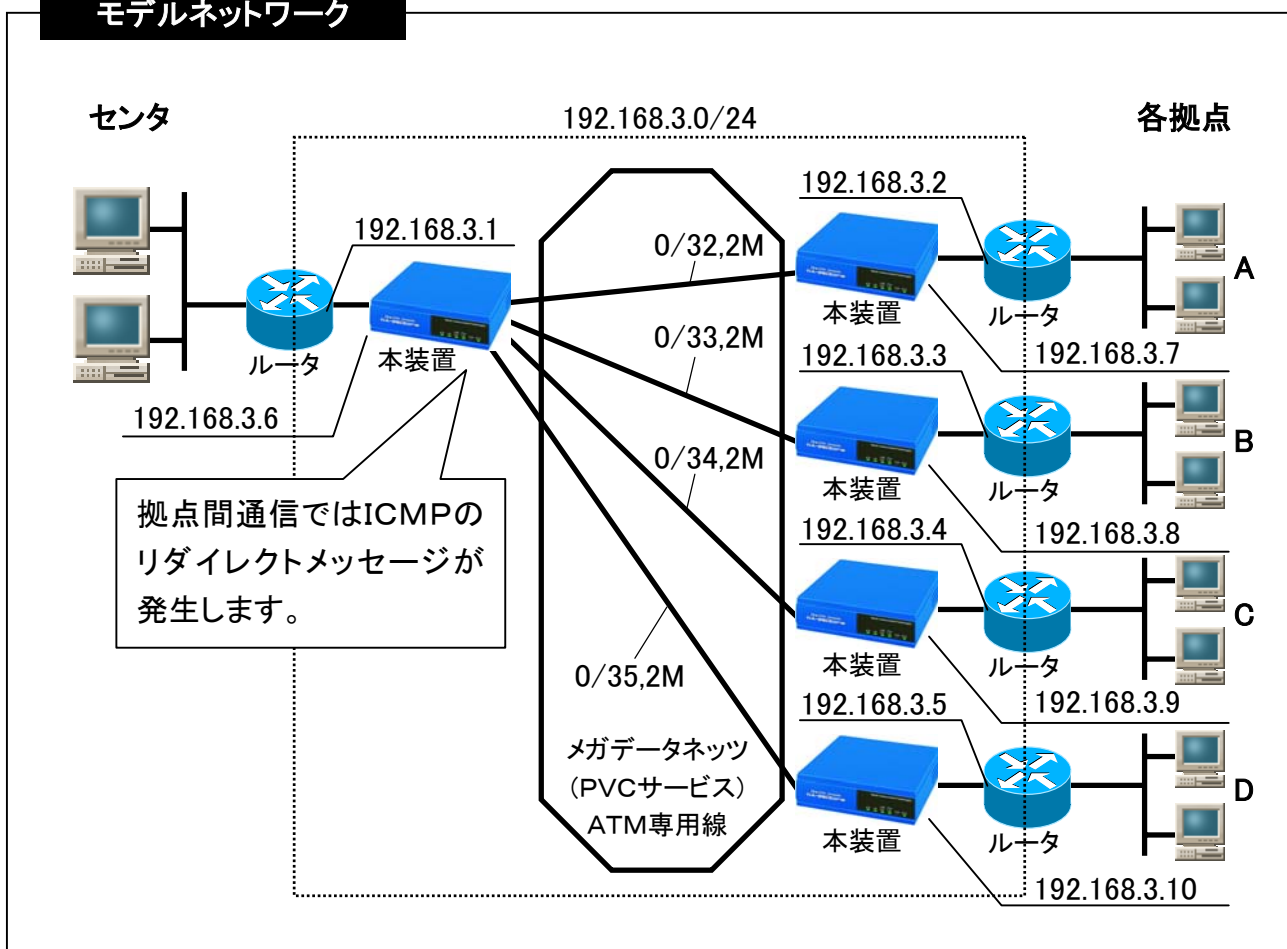 モデルネットワーク
センタ
192.168.3.0/24
各拠点
192.168.3.1
ルータ
本装置
192.168.3.6
拠点間通信ではICMPの
リダイレクトメッセージが
発生します。
0/32,2M
0/33,2M
0/34,2M
0/35,2M
メガデータネッツ
(PVCサービス)
ATM専用線
192.168.3.2
本装置
ルータ
A
192.168.3.7
192.168.3.3
本装置
ルータ
B
192.168.3.8
192.168.3.4
本装置
ルータ
C
192.168.3.9
192.168.3.5
本装置
ルータ
D
192.168.3.10